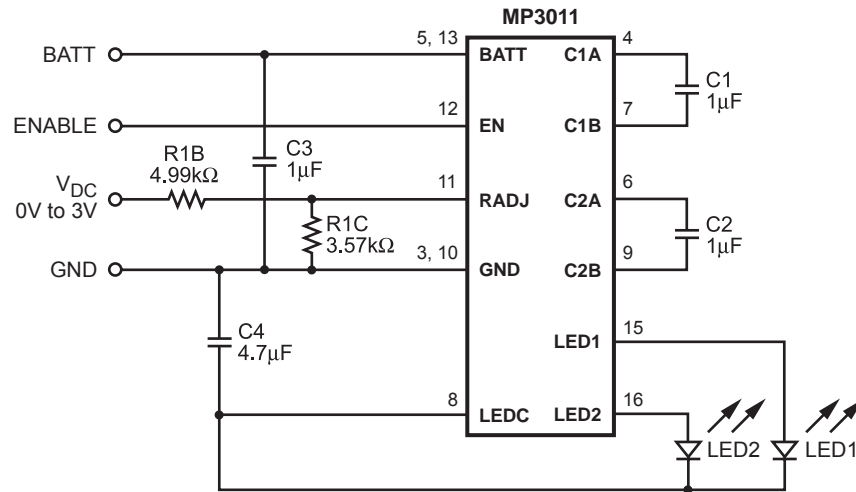 MP3011
BATT
5, 13
BATT
C1A
4
C1
1μF
ENABLE
12
EN
C1B
7
C3
1μF
R1B
4.99kΩ
VDC
0V to 3V
11
RADJ
C2A
6
R1C
3.57kΩ
C2
1μF
GND
3, 10
GND
C2B
9
C4
4.7μF
LED1
15
8
LEDC
LED2
16
LED2
LED1